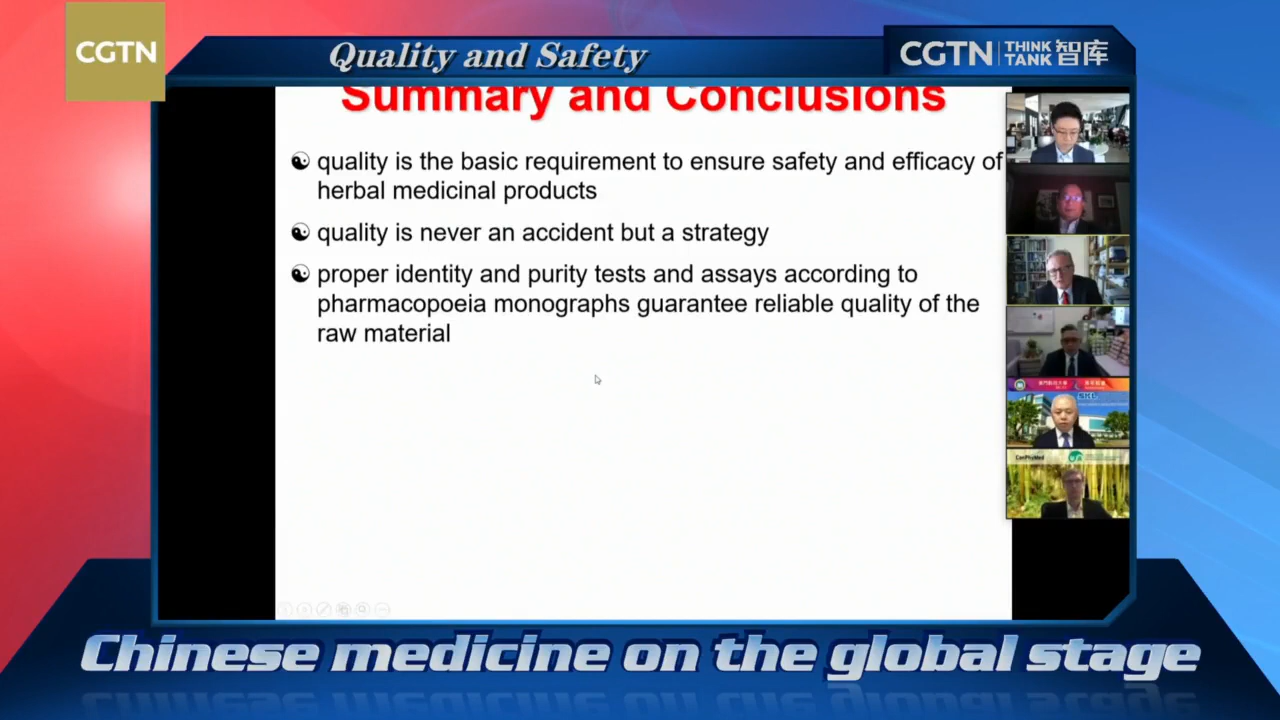 CGTN
Quality and Safety
CGTN THINK TANK 智库
Summary and Conclusions
quality is the basic requirement to ensure safety and efficacy of
herbal medicinal products
quality is never an accident but a strategy
proper identity and purity tests and assays according to
pharmacopoeia monographs guarantee reliable quality of the
raw material
Chinese medicine on the global stage